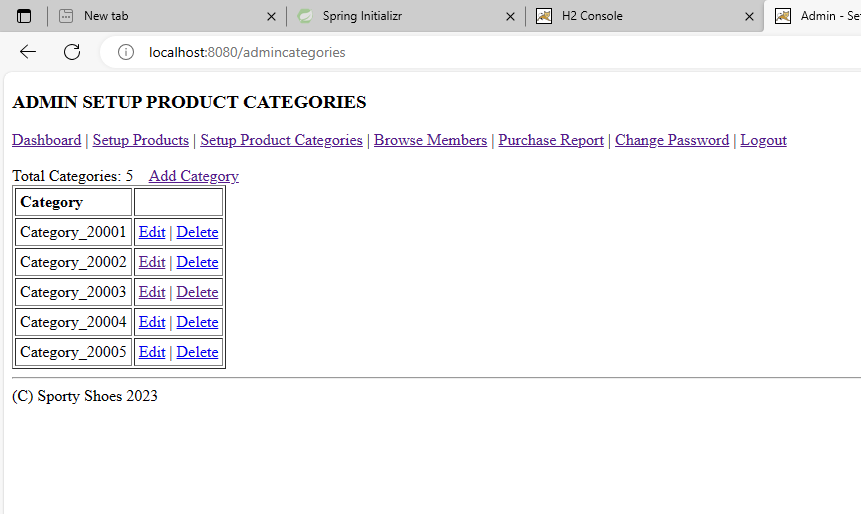 New tab
Spring Initializr
H2 Console
Admin - Se
localhost:8080/admincategories
ADMIN SETUP PRODUCT CATEGORIES
Dashboard | Setup Products | Setup Product Categories | Browse Members | Purchase Report | Change Password | Logout
Total Categories: 5 Add Category
Category
Category_20001 Edit | Delete
Category_20002 Edit | Delete
Category_20003 Edit | Delete
Category_20004 Edit | Delete
Category_20005 Edit | Delete
(C) Sporty Shoes 2023